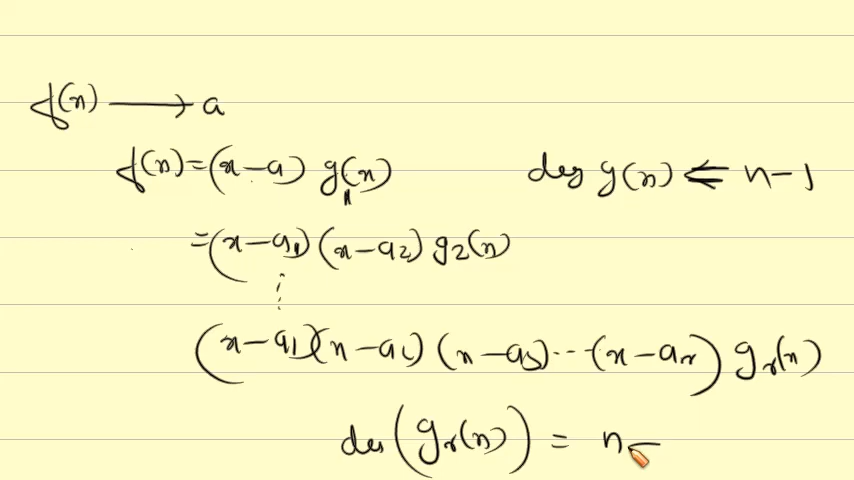 f(x) ⟶ a
f(x) = (x-a) g₁(x) deg g(x) ⇐ n-1
= (x-a₁)(x-a₂) g₂(x)
⋮
(x-a₁)(x-a₂)(x-a₃)...(x-aᵣ) gᵣ(x)
deg(gᵣ(x)) = n-